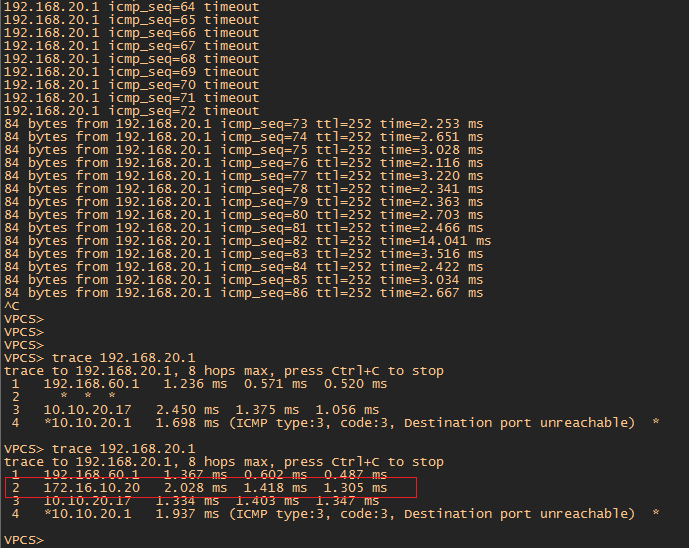 192.168.20.1 icmp_seq=64 timeout
192.168.20.1 icmp_seq=65 timeout
192.168.20.1 icmp_seq=66 timeout
192.168.20.1 icmp_seq=67 timeout
192.168.20.1 icmp_seq=68 timeout
192.168.20.1 icmp_seq=69 timeout
192.168.20.1 icmp_seq=70 timeout
192.168.20.1 icmp_seq=71 timeout
192.168.20.1 icmp_seq=72 timeout
84 bytes from 192.168.20.1 icmp_seq=73 ttl=252 time=2.253 ms
84 bytes from 192.168.20.1 icmp_seq=74 ttl=252 time=2.651 ms
84 bytes from 192.168.20.1 icmp_seq=75 ttl=252 time=3.028 ms
84 bytes from 192.168.20.1 icmp_seq=76 ttl=252 time=2.116 ms
84 bytes from 192.168.20.1 icmp_seq=77 ttl=252 time=3.220 ms
84 bytes from 192.168.20.1 icmp_seq=78 ttl=252 time=2.341 ms
84 bytes from 192.168.20.1 icmp_seq=79 ttl=252 time=2.363 ms
84 bytes from 192.168.20.1 icmp_seq=80 ttl=252 time=2.703 ms
84 bytes from 192.168.20.1 icmp_seq=81 ttl=252 time=2.466 ms
84 bytes from 192.168.20.1 icmp_seq=82 ttl=252 time=14.041 ms
84 bytes from 192.168.20.1 icmp_seq=83 ttl=252 time=3.516 ms
84 bytes from 192.168.20.1 icmp_seq=84 ttl=252 time=2.422 ms
84 bytes from 192.168.20.1 icmp_seq=85 ttl=252 time=3.034 ms
84 bytes from 192.168.20.1 icmp_seq=86 ttl=252 time=2.667 ms
^C
VPCS>
VPCS>
VPCS>
VPCS> trace 192.168.20.1
trace to 192.168.20.1, 8 hops max, press Ctrl+C to stop
1 192.168.60.1 1.236 ms 0.571 ms 0.520 ms
2 * * *
3 10.10.20.17 2.450 ms 1.375 ms 1.056 ms
4 *10.10.20.1 1.698 ms (ICMP type:3, code:3, Destination port unreachable) *
VPCS> trace 192.168.20.1
trace to 192.168.20.1, 8 hops max, press Ctrl+C to stop
1 192.168.60.1 1.367 ms 0.602 ms 0.487 ms
2 172.16.10.20 2.028 ms 1.418 ms 1.305 ms
3 10.10.20.17 1.334 ms 1.403 ms 1.347 ms
4 *10.10.20.1 1.937 ms (ICMP type:3, code:3, Destination port unreachable) *
VPCS>